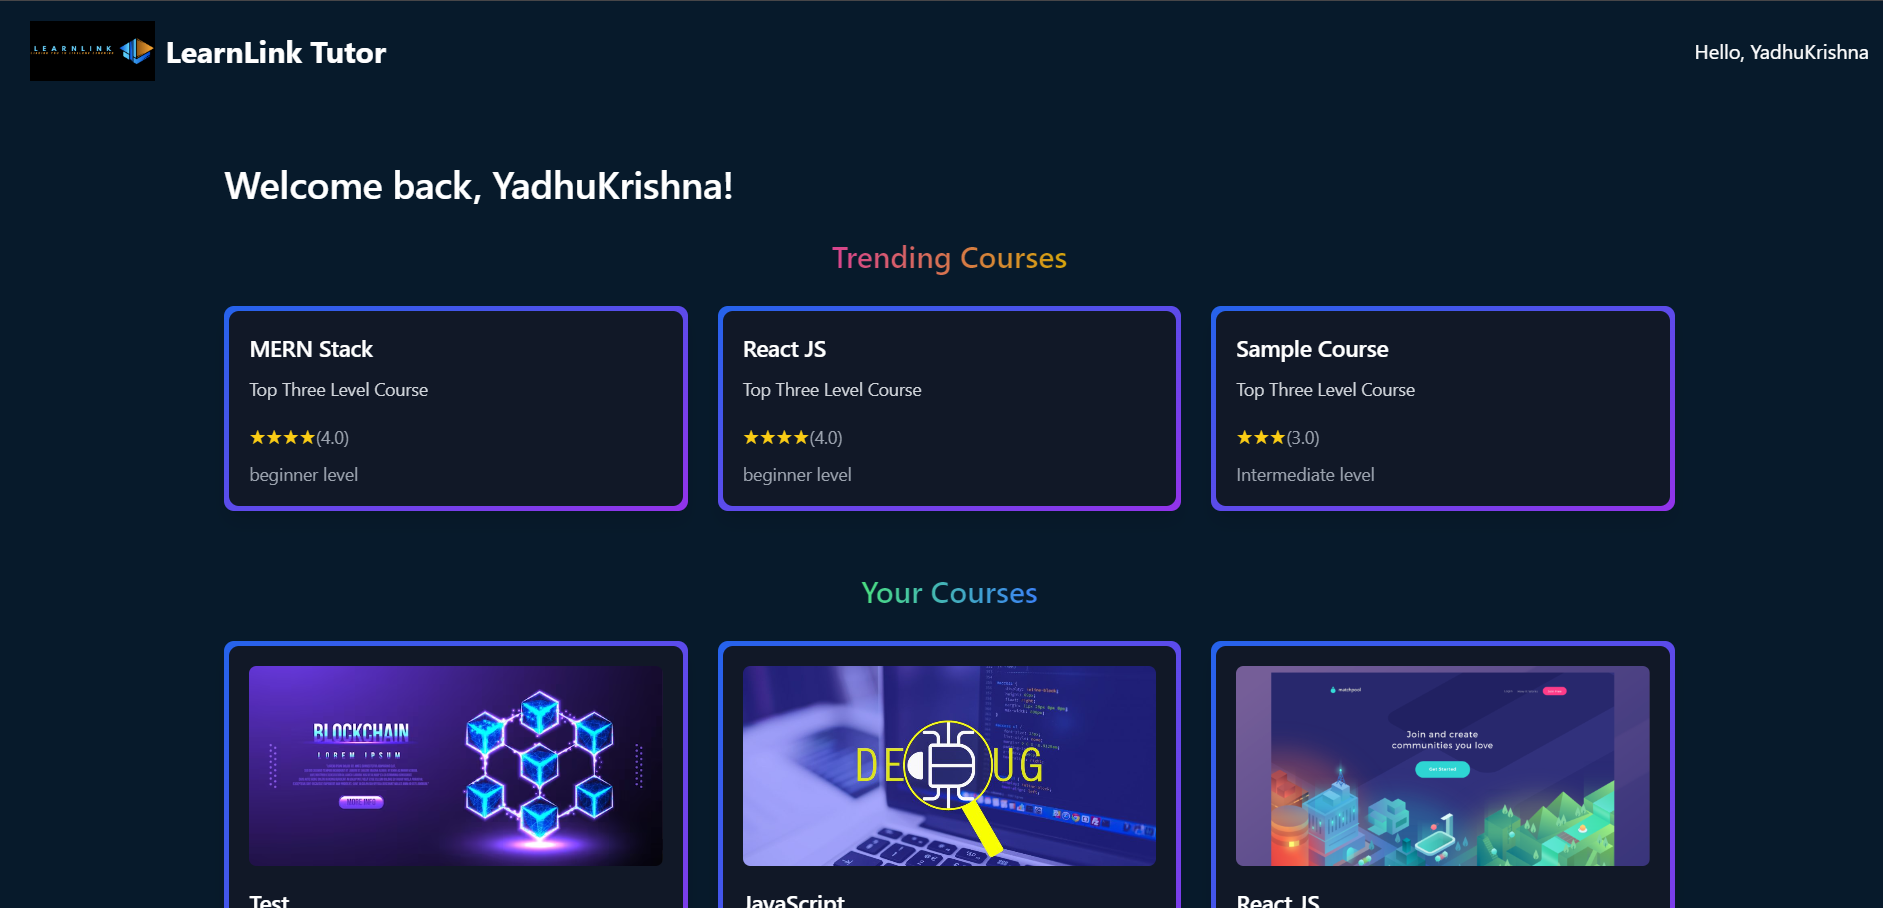 LEARNLINK
LearnLink Tutor
Hello, YadhuKrishna
Welcome back, YadhuKrishna!
Trending Courses
MERN Stack
Top Three Level Course
★★★★(4.0)
beginner level
React JS
Top Three Level Course
★★★★(4.0)
beginner level
Sample Course
Top Three Level Course
★★★(3.0)
Intermediate level
Your Courses
BLOCKCHAIN
LOREM IPSUM
MORE INFO
Test
DEBUG
JavaScript
matchpool
Join and create
communities you love
Get Started
React JS